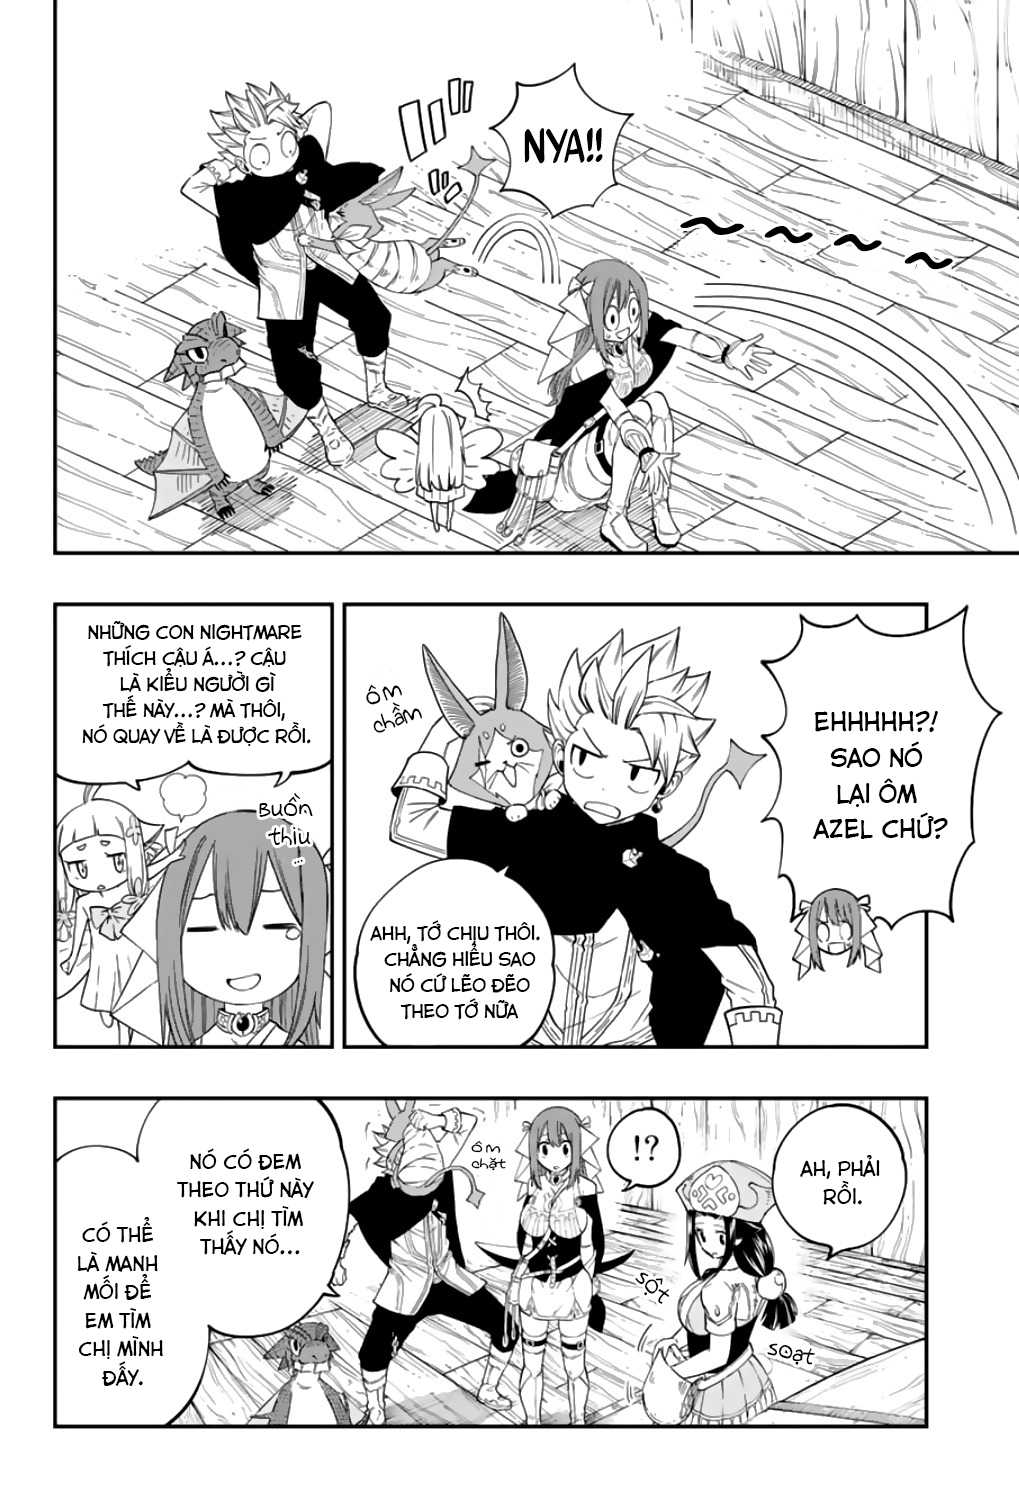 NYA!!
EHHHHH?!
SAO NÓ
LẠI ÔM
AZEL CHỨ?
ôm
chầm
AHH, TỚ CHỊU THÔI.
CHẲNG HIỂU SAO
NÓ CỨ LẼO ĐẼO
THEO TỚ NỮA
NHỮNG CON NIGHTMARE
THÍCH CẬU Á...? CẬU
LÀ KIỂU NGƯỜI GÌ
THẾ NÀY...? MÀ THÔI,
NÓ QUAY VỀ LÀ ĐƯỢC RỒI.
BUỒN
thiu
...
AH, PHẢI
RỒI.
!?
ôm
chặt
sột
soạt
NÓ CÓ ĐEM
THEO THỨ NÀY
KHI CHỊ TÌM
THẤY NÓ...
CÓ THỂ
LÀ MANH
MỐI ĐỂ
EM TÌM
CHỊ MÌNH
ĐẤY.